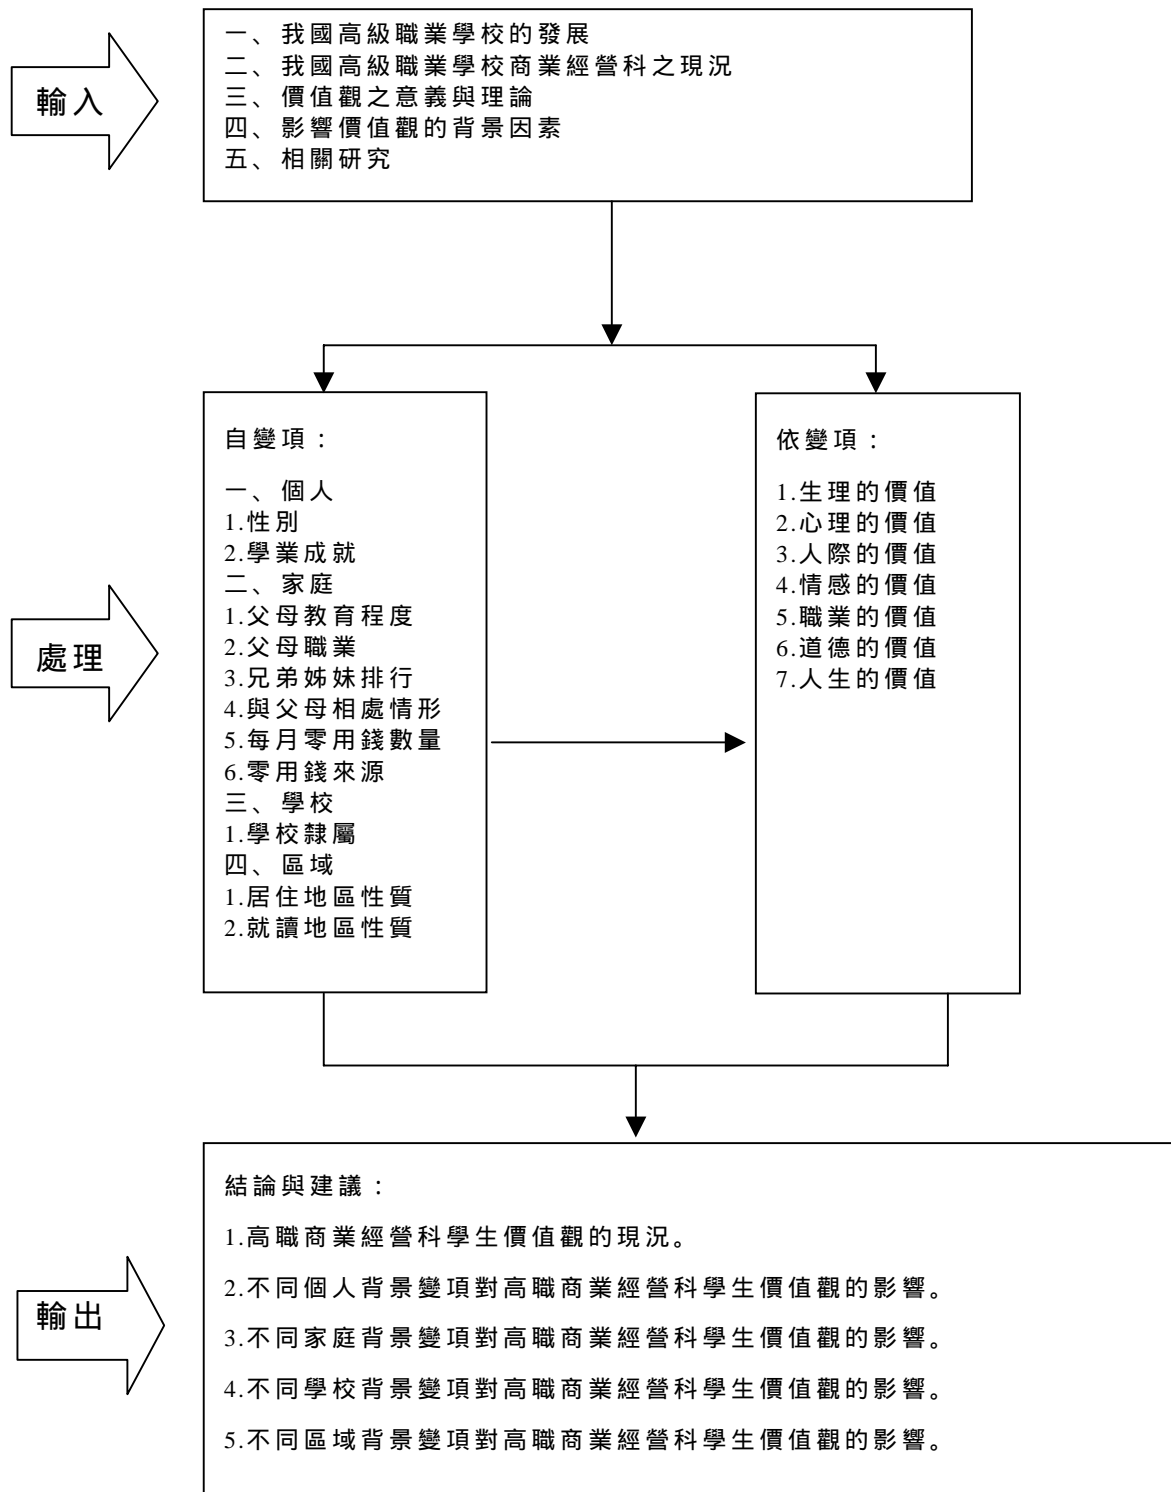 輸入
一、我國高級職業學校的發展
二、我國高級職業學校商業經營科之現況
三、價值觀之意義與理論
四、影響價值觀的背景因素
五、相關研究
處理
自變項：
一、個人
1.性別
2.學業成就
二、家庭
1.父母教育程度
2.父母職業
3.兄弟姊妹排行
4.與父母相處情形
5.每月零用錢數量
6.零用錢來源
三、學校
1.學校隸屬
四、區域
1.居住地區性質
2.就讀地區性質
依變項：
1.生理的價值
2.心理的價值
3.人際的價值
4.情感的價值
5.職業的價值
6.道德的價值
7.人生的價值
輸出
結論與建議：
1.高職商業經營科學生價值觀的現況。
2.不同個人背景變項對高職商業經營科學生價值觀的影響。
3.不同家庭背景變項對高職商業經營科學生價值觀的影響。
4.不同學校背景變項對高職商業經營科學生價值觀的影響。
5.不同區域背景變項對高職商業經營科學生價值觀的影響。